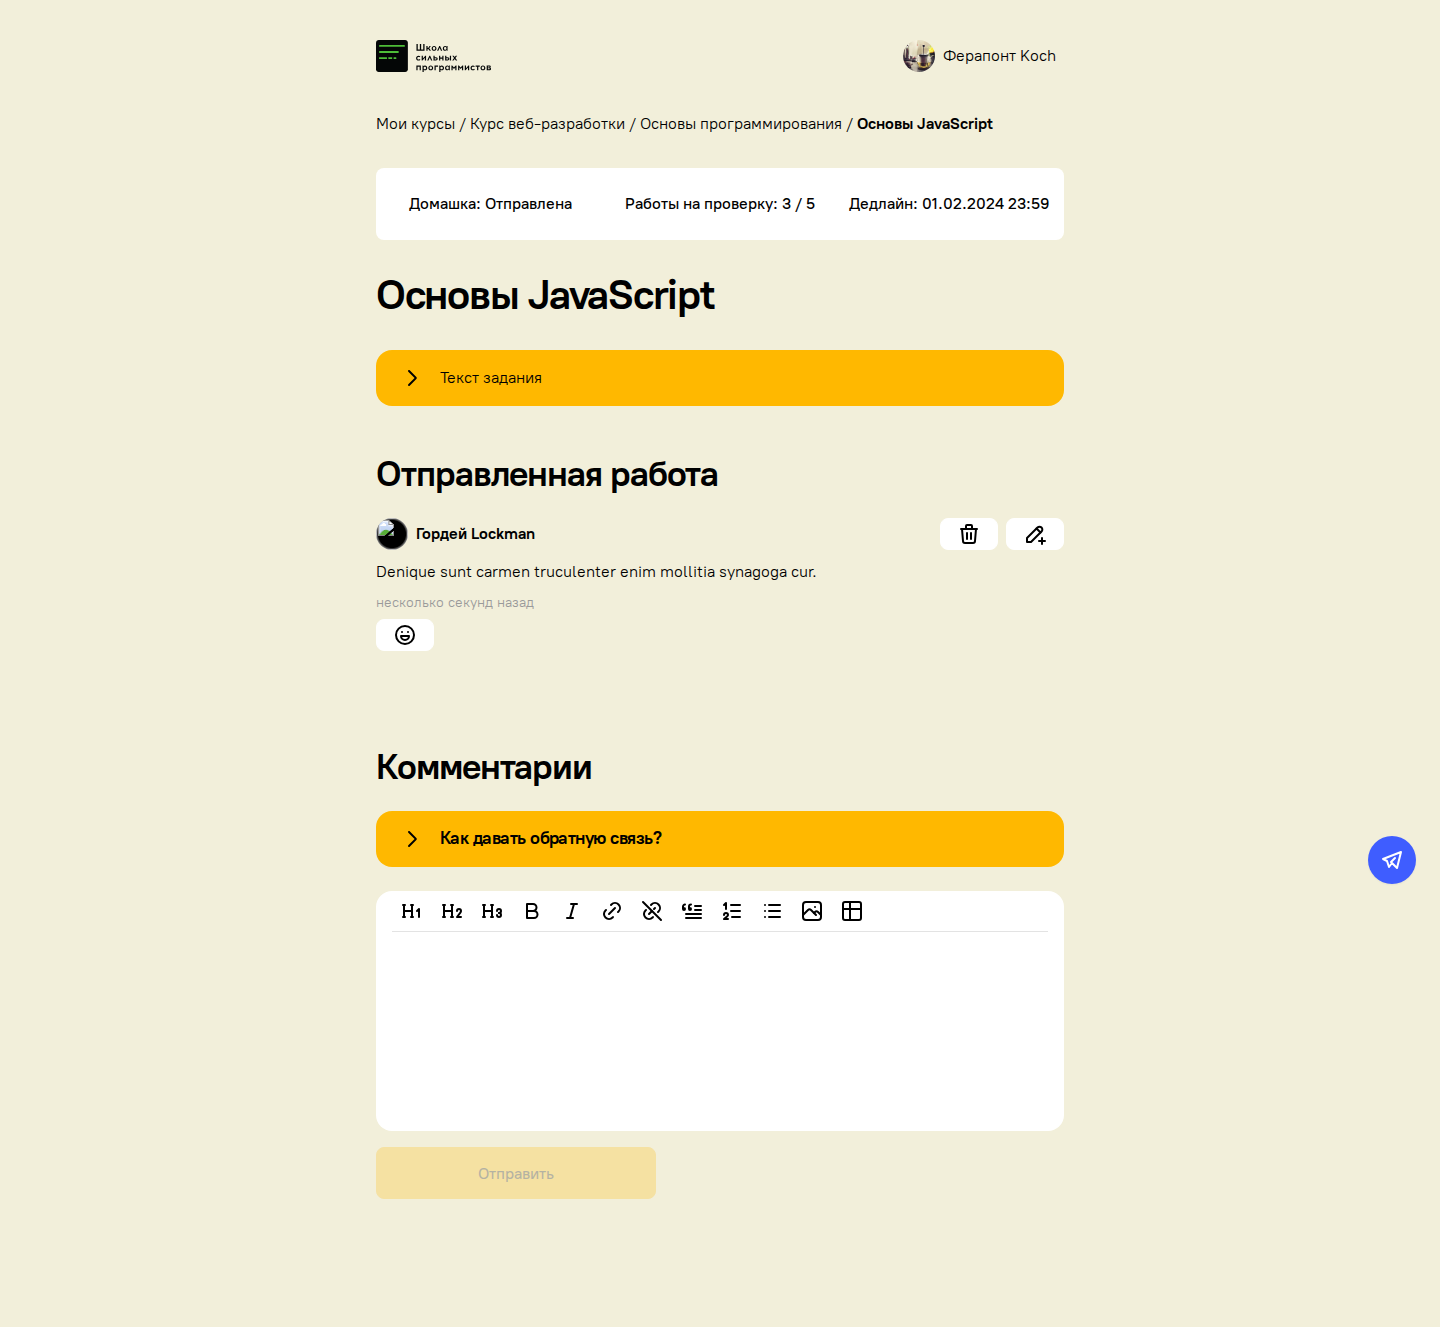 Школа
сильных
программистов
Ферапонт Koch
Мои курсы / Курс веб-разработки / Основы программирования / Основы JavaScript
Домашка: Отправлена
Работы на проверку: 3 / 5
Дедлайн: 01.02.2024 23:59
Основы JavaScript
Текст задания
Отправленная работа
Гордей Lockman
Denique sunt carmen truculenter enim mollitia synagoga cur.
несколько секунд назад
Комментарии
Как давать обратную связь?
H1 H2 H3 B I
Отправить